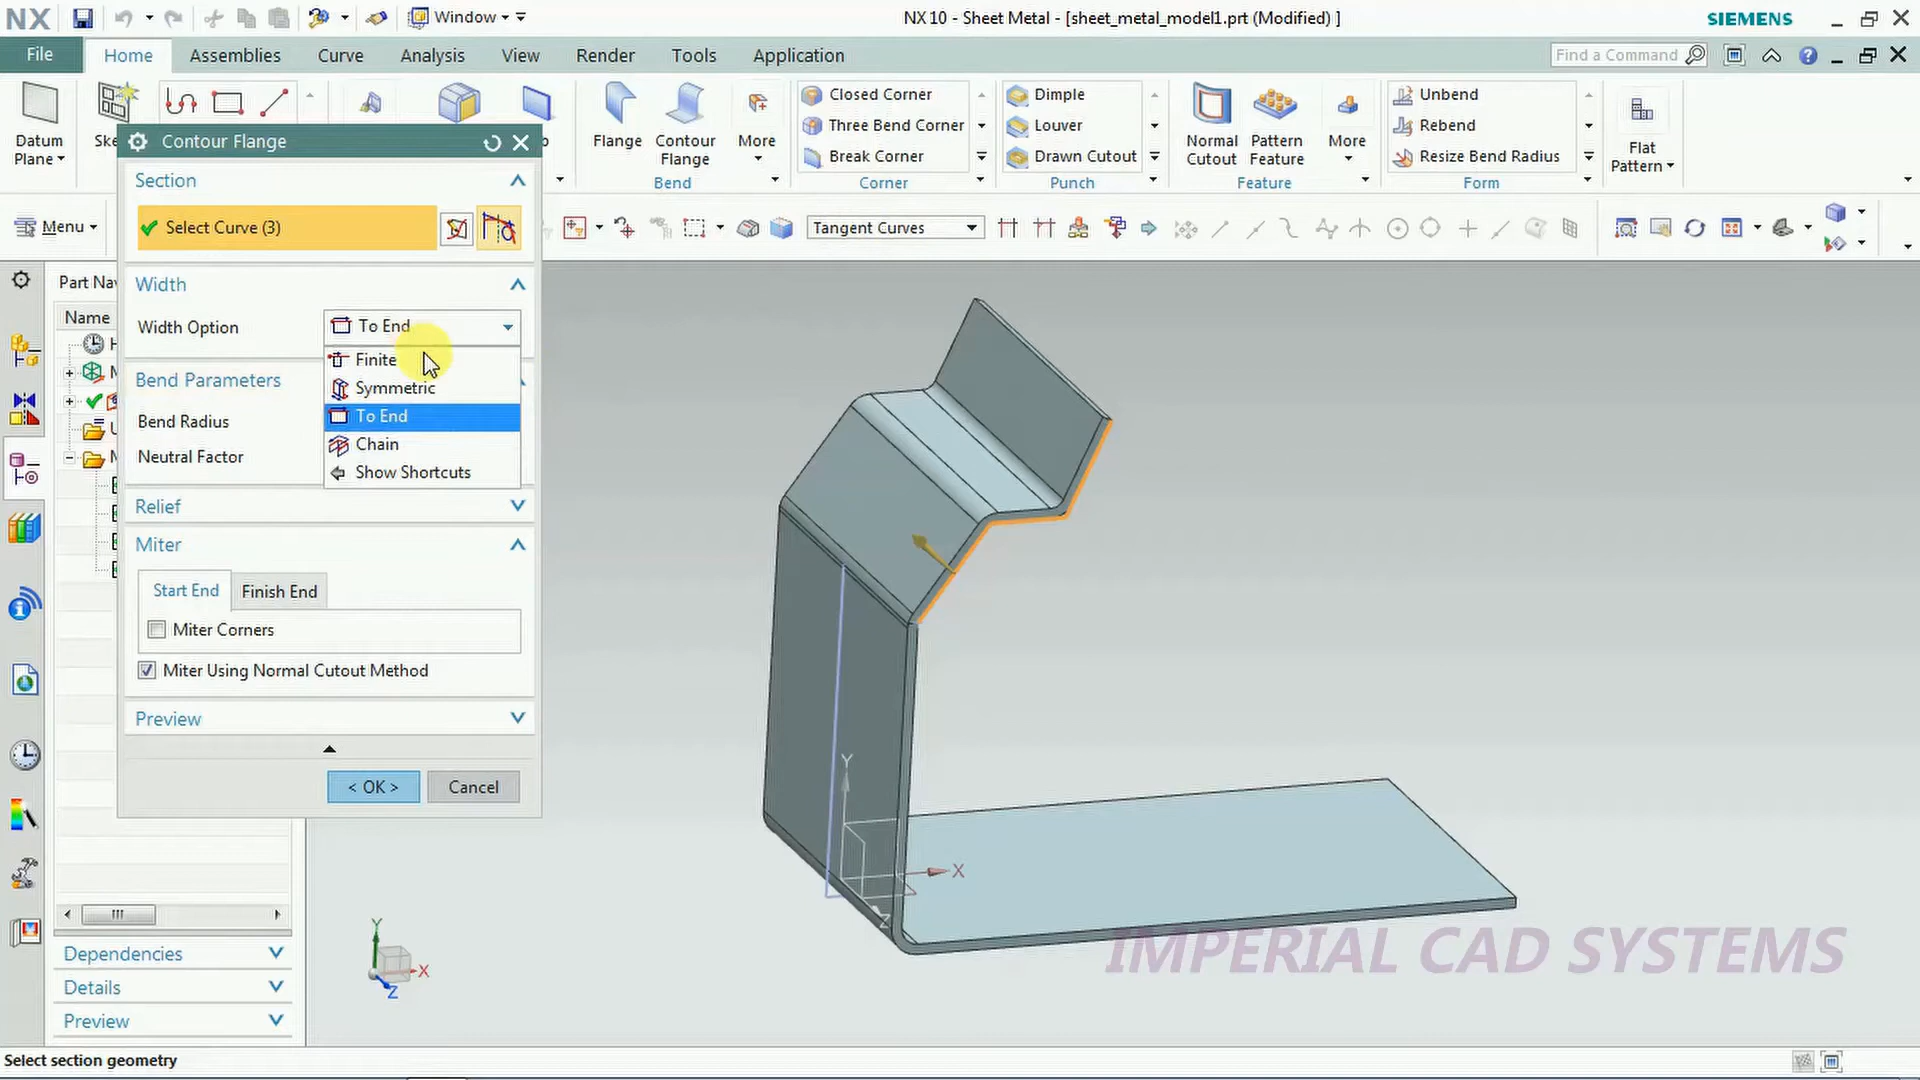 NX
Window
NX 10 - Sheet Metal - [sheet_metal_model1.prt (Modified) ]
SIEMENS
File
Home
Assemblies
Curve
Analysis
View
Render
Tools
Application
Find a Command
Datum
Plane
Flange
Contour
Flange
More
Bend
Closed Corner
Three Bend Corner
Break Corner
Corner
Dimple
Louver
Drawn Cutout
Punch
Normal
Cutout
Pattern
Feature
More
Feature
Unbend
Rebend
Resize Bend Radius
Form
Flat
Pattern
Menu
Tangent Curves
Contour Flange
Section
Select Curve (3)
Width
Width Option
To End
Finite
Symmetric
To End
Chain
Show Shortcuts
Bend Parameters
Bend Radius
Neutral Factor
Relief
Miter
Start End
Finish End
Miter Corners
Miter Using Normal Cutout Method
Preview
< OK >
Cancel
Name
Dependencies
Details
Preview
Y
X
Z
Y
X
Z
IMPERIAL CAD SYSTEMS
Select section geometry